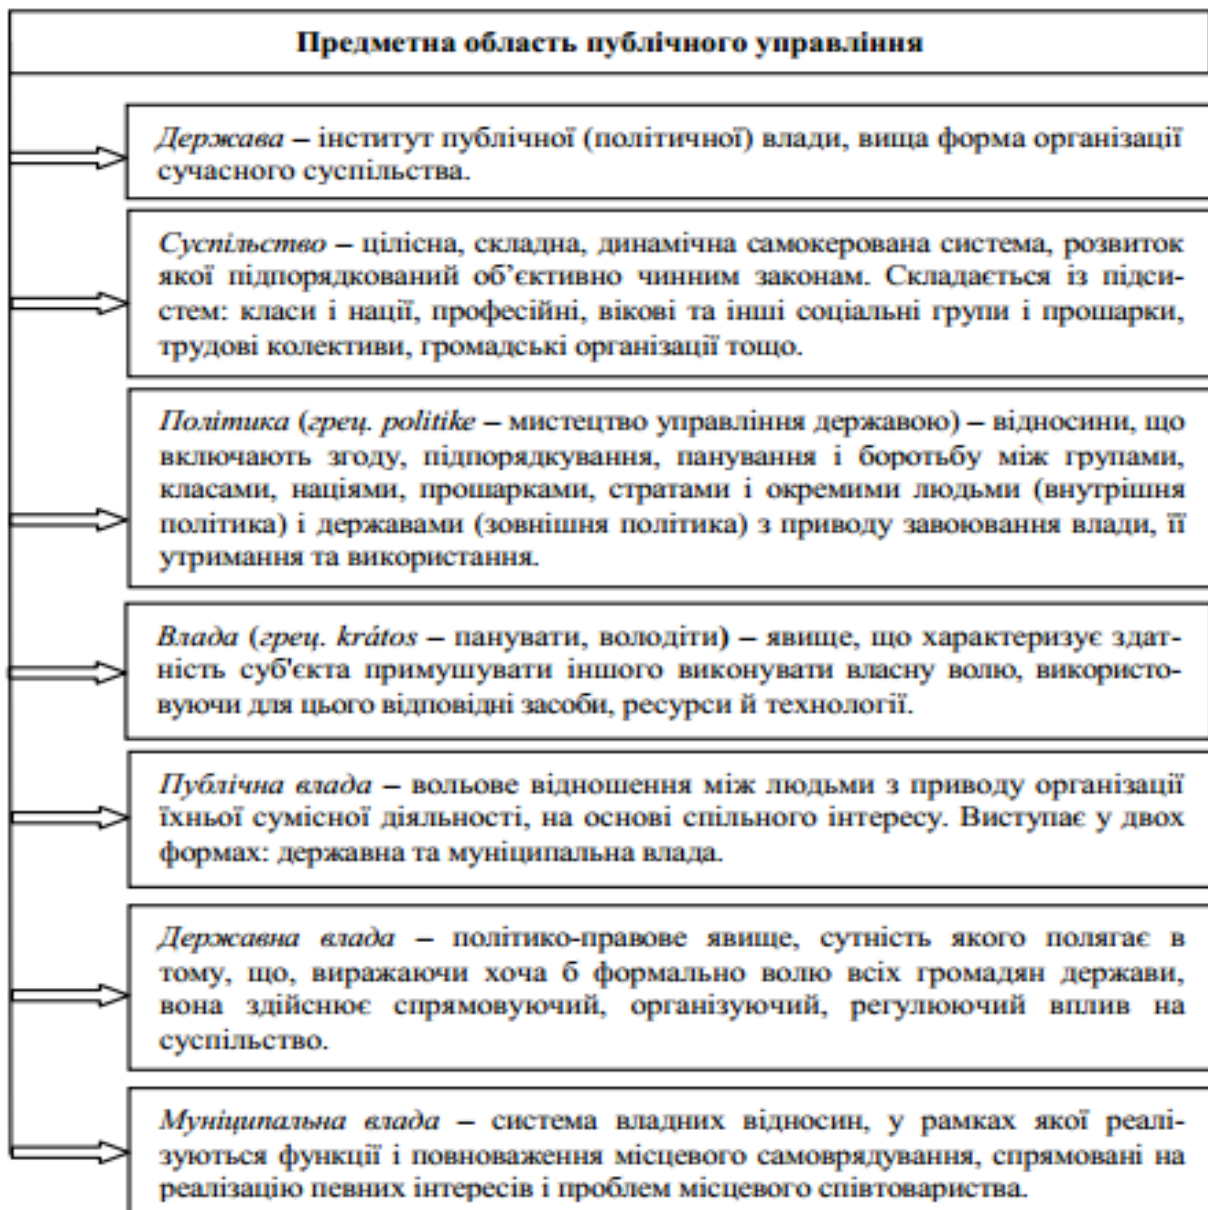 Предметна область публічного управління
Держава – інститут публічної (політичної) влади, вища форма організації
сучасного суспільства.
Суспільство – цілісна, складна, динамічна самокерована система, розвиток
якої підпорядкований об’єктивно чинним законам. Складається із підси-
стем: класи і нації, професійні, вікові та інші соціальні групи і прошарки,
трудові колективи, громадські організації тощо.
Політика (грец. politike – мистецтво управління державою) – відносини, що
включають згоду, підпорядкування, панування і боротьбу між групами,
класами, націями, прошарками, стратами і окремими людьми (внутрішня
політика) і державами (зовнішня політика) з приводу завоювання влади, її
утримання та використання.
Влада (грец. krátos – панувати, володіти) – явище, що характеризує здат-
ність суб'єкта примушувати іншого виконувати власну волю, використо-
вуючи для цього відповідні засоби, ресурси й технології.
Публічна влада – вольове відношення між людьми з приводу організації
їхньої сумісної діяльності, на основі спільного інтересу. Виступає у двох
формах: державна та муніципальна влада.
Державна влада – політико-правове явище, сутність якого полягає в
тому, що, виражаючи хоча б формально волю всіх громадян держави,
вона здійснює спрямовуючий, організуючий, регулюючий вплив на
суспільство.
Муніципальна влада – система владних відносин, у рамках якої реалі-
зуються функції і повноваження місцевого самоврядування, спрямовані на
реалізацію певних інтересів і проблем місцевого співтовариства.